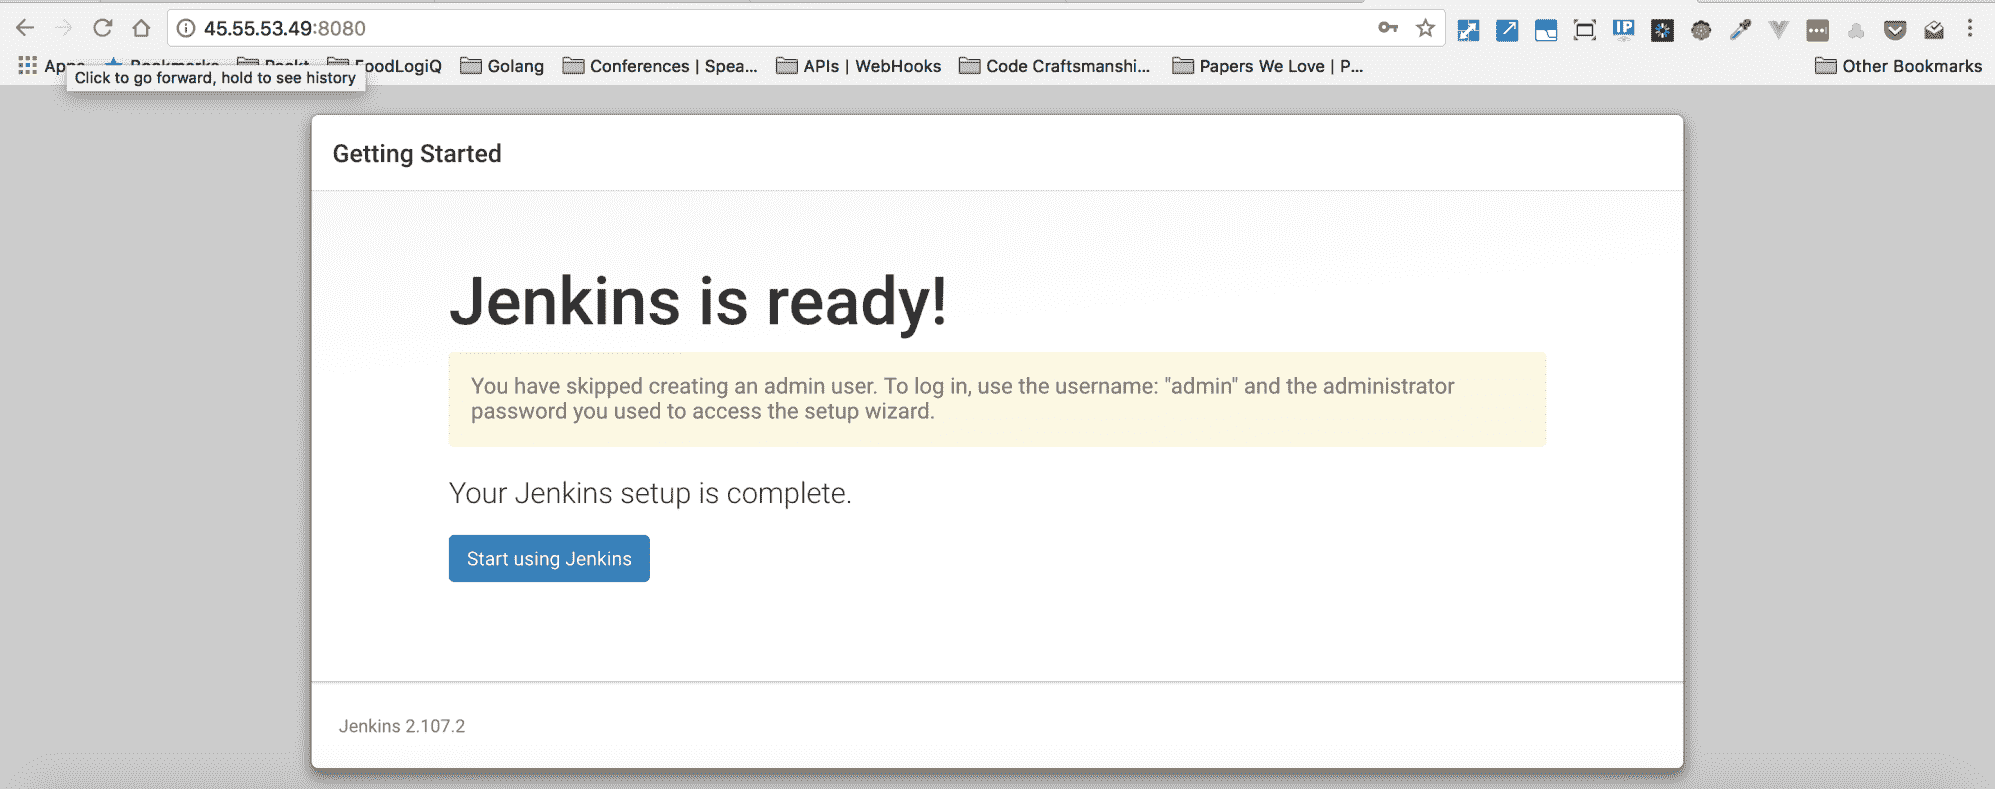 45.55.53.49:8080
IP
FoodLogiQ
Golang
Conferences | Spea...
APIs | WebHooks
Code Craftsmanshi...
Papers We Love | P...
Other Bookmarks
Click to go forward, hold to see history
Getting Started
Jenkins is ready!
You have skipped creating an admin user. To log in, use the username: "admin" and the administrator
password you used to access the setup wizard.
Your Jenkins setup is complete.
Start using Jenkins
Jenkins 2.107.2